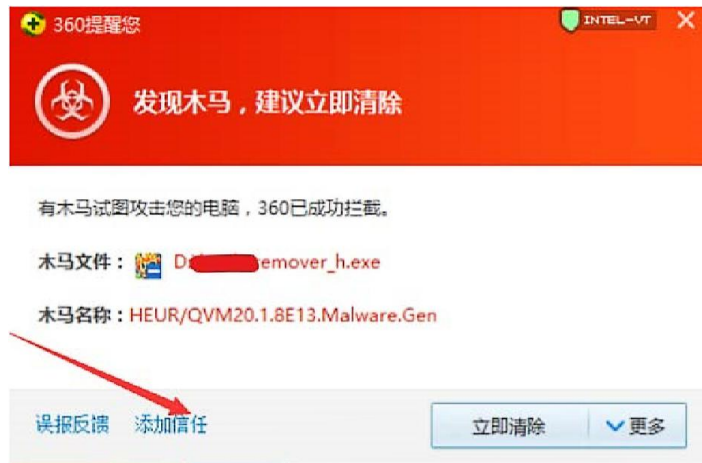 360提醒您
INTEL-VT
发现木马，建议立即清除
有木马试图攻击您的电脑，360已成功拦截。
木马文件： emover_h.exe
木马名称：HEUR/QVM20.1.8E13.Malware.Gen
误报反馈 添加信任 立即清除 更多